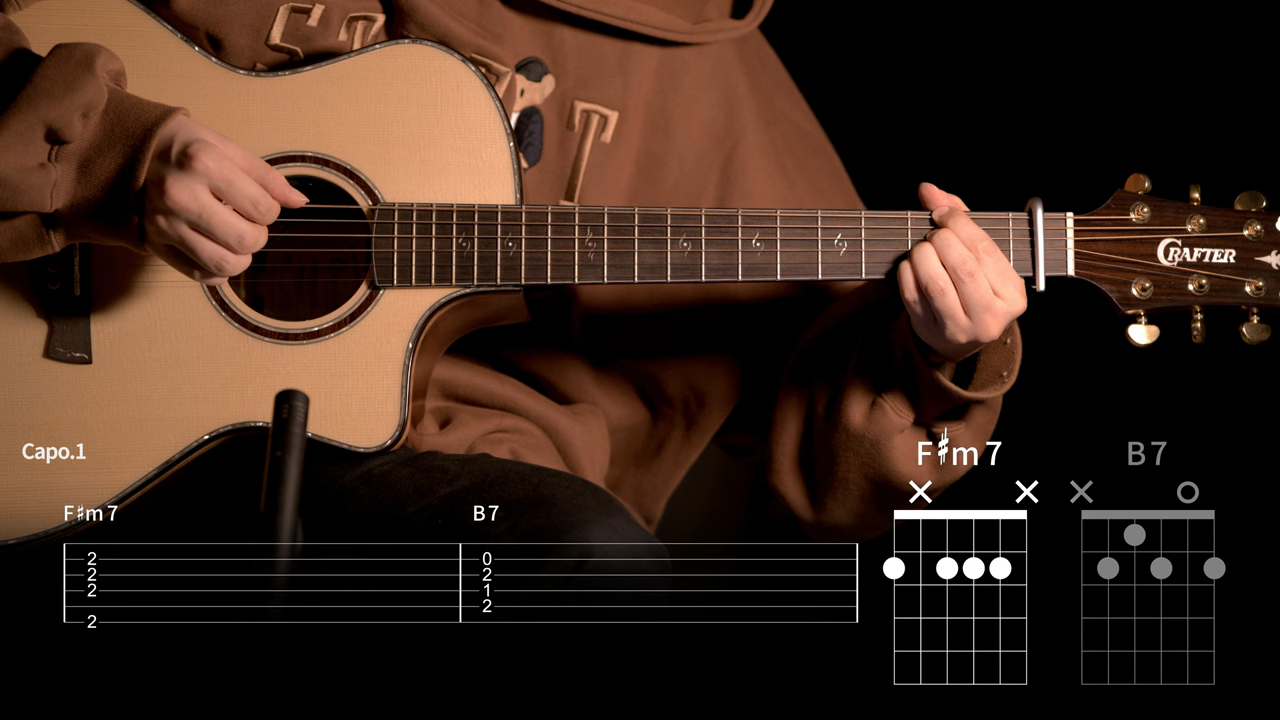 CRAFTER
Capo.1
F♯m7 B7
F♯m7 B7
× × × ○
2 0
2 2
2 1
2
2